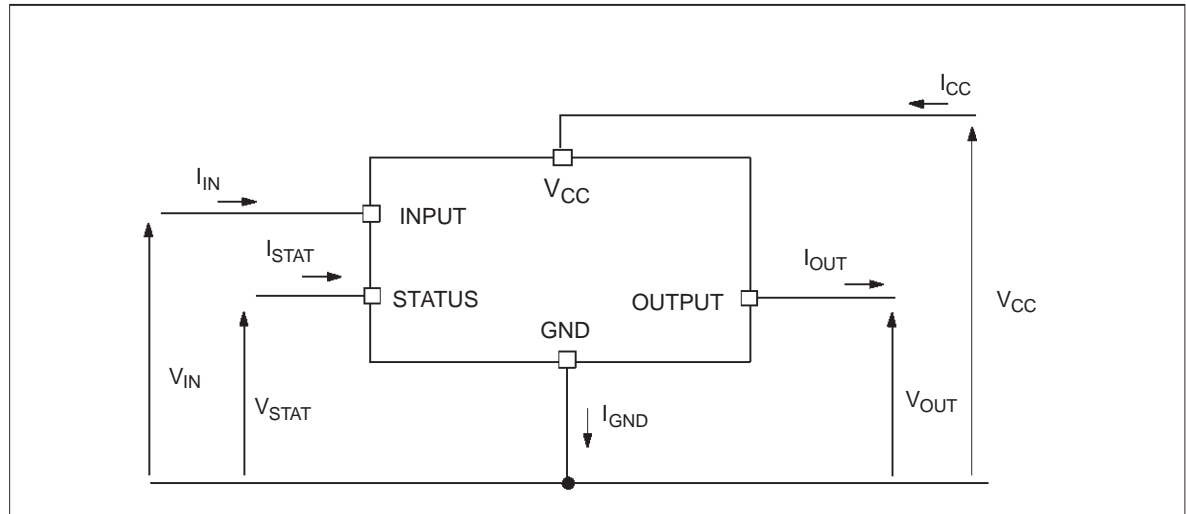 I_CC
V_CC
I_IN
INPUT
I_STAT
I_OUT
STATUS
OUTPUT
V_CC
GND
V_IN
V_STAT
I_GND
V_OUT